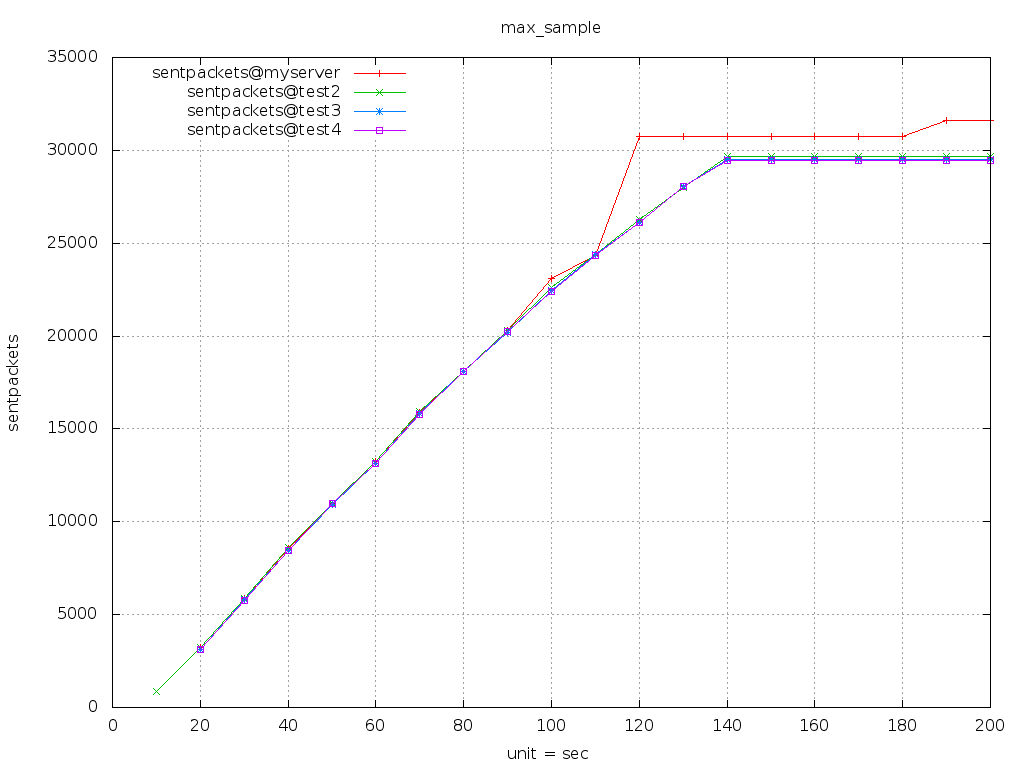 max_sample
35000
30000
25000
20000
15000
10000
5000
0
sentpackets@myserver
sentpackets@test2
sentpackets@test3
sentpackets@test4
sentpackets
0 20 40 60 80 100 120 140 160 180 200
unit = sec